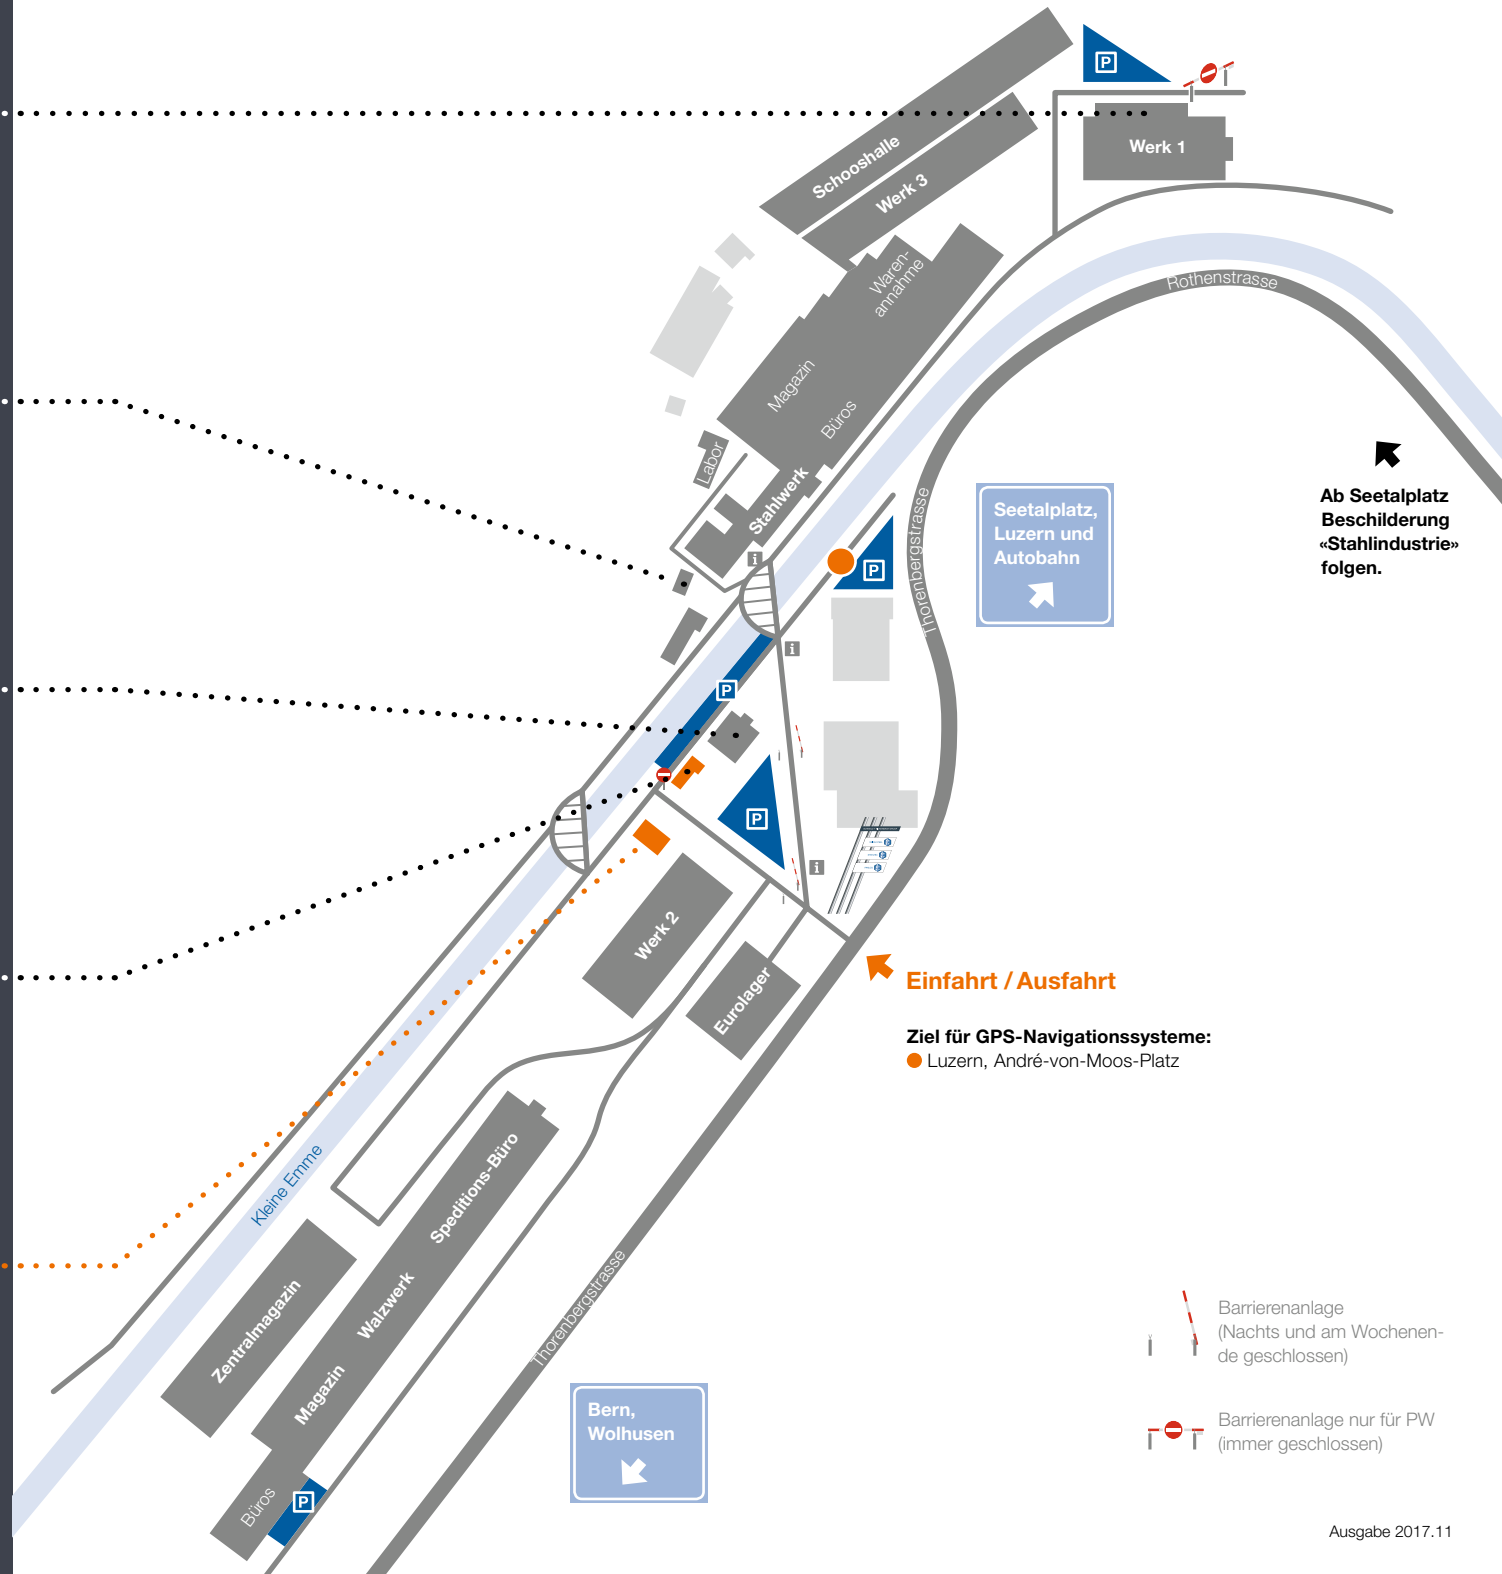 P
Werk 1
Schooshalle
Werk 3
Waren-
annahme
Rothenstrasse
Magazin
Büros
Labor
Stahlwerk
i
P
Thorenbergstrasse
Seetalplatz,
Luzern und
Autobahn
Ab Seetalplatz
Beschilderung
«Stahlindustrie»
folgen.
i
P
P
i
Werk 2
Eurolager
Einfahrt / Ausfahrt
Ziel für GPS-Navigationssysteme:
Luzern, André-von-Moos-Platz
Kleine Emme
Speditions-Büro
Walzwerk
Magazin
Zentralmagazin
Thorenbergstrasse
Büros
P
Bern,
Wolhusen
Barrierenanlage
(Nachts und am Wochenen-
de geschlossen)
Barrierenanlage nur für PW
(immer geschlossen)
Ausgabe 2017.11